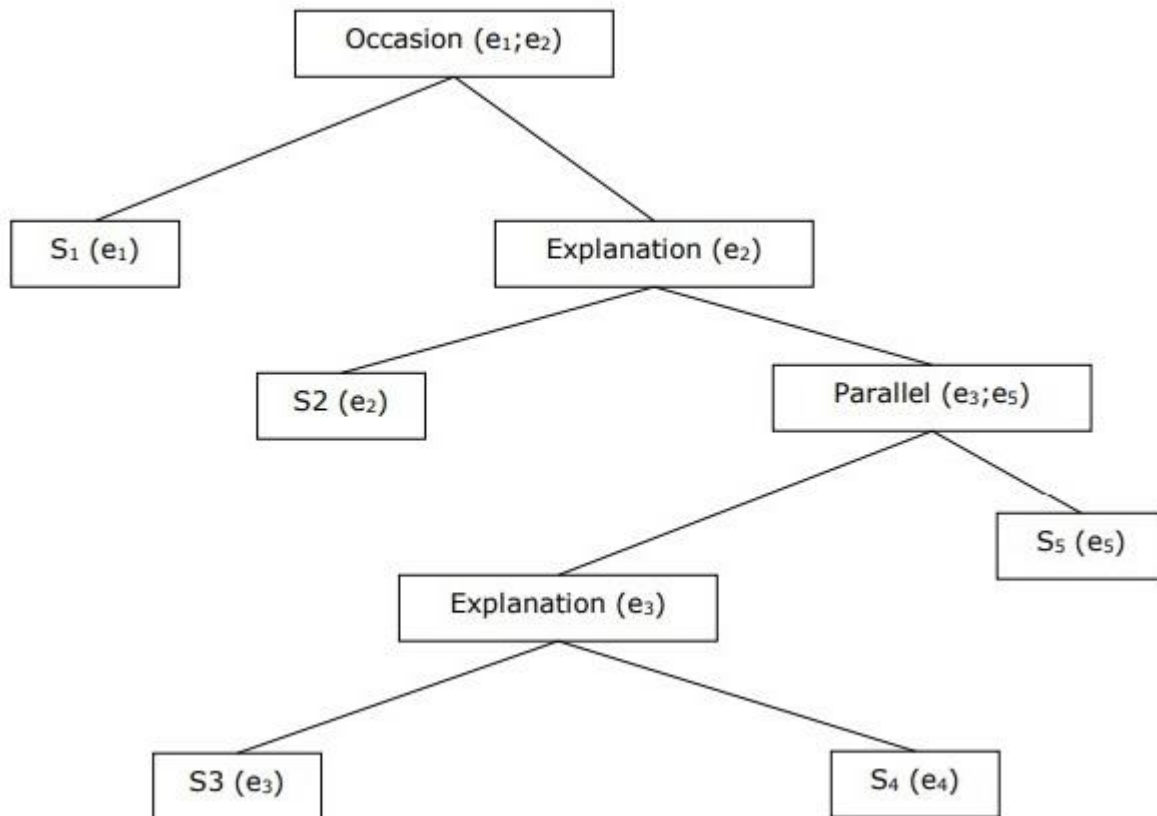 Occasion (e₁;e₂)
S₁ (e₁)
Explanation (e₂)
S2 (e₂)
Parallel (e₃;e₅)
S₅ (e₅)
Explanation (e₃)
S3 (e₃)
S₄ (e₄)